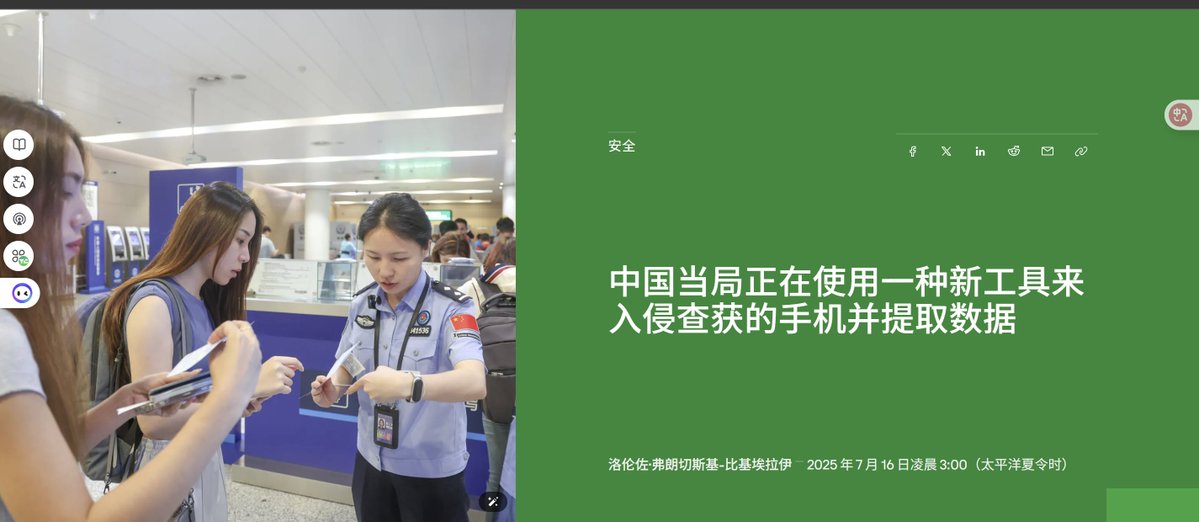 安全
中国当局正在使用一种新工具来
入侵查获的手机并提取数据
洛伦佐·弗朗切斯基-比基埃拉伊 — 2025 年 7 月 16 日凌晨 3:00（太平洋夏令时）